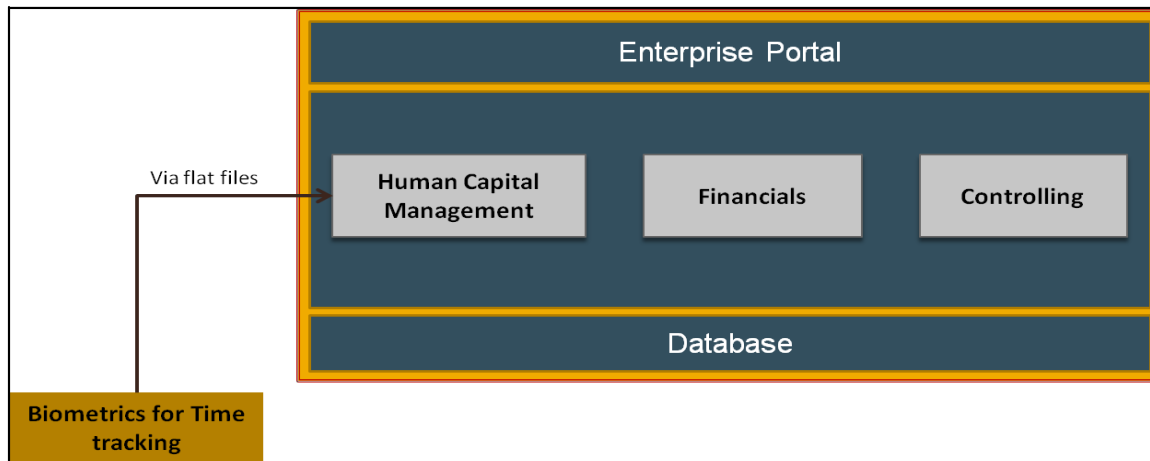 Enterprise Portal
Via flat files
Human Capital
Management
Financials
Controlling
Database
Biometrics for Time
tracking